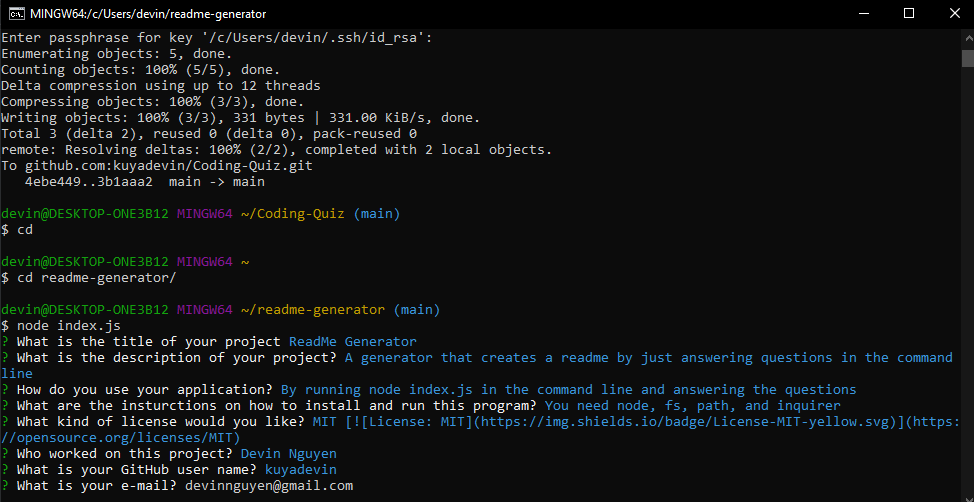 MINGW64:/c/Users/devin/readme-generator
Enter passphrase for key '/c/Users/devin/.ssh/id_rsa':
Enumerating objects: 5, done.
Counting objects: 100% (5/5), done.
Delta compression using up to 12 threads
Compressing objects: 100% (3/3), done.
Writing objects: 100% (3/3), 331 bytes | 331.00 KiB/s, done.
Total 3 (delta 2), reused 0 (delta 0), pack-reused 0
remote: Resolving deltas: 100% (2/2), completed with 2 local objects.
To github.com:kuyadevin/Coding-Quiz.git
   4ebe449..3b1aaa2  main -> main
devin@DESKTOP-ONE3B12 MINGW64 ~/Coding-Quiz (main)
$ cd
devin@DESKTOP-ONE3B12 MINGW64 ~
$ cd readme-generator/
devin@DESKTOP-ONE3B12 MINGW64 ~/readme-generator (main)
$ node index.js
? What is the title of your project ReadMe Generator
? What is the description of your project? A generator that creates a readme by just answering questions in the command
line
? How do you use your application? By running node index.js in the command line and answering the questions
? What are the insturctions on how to install and run this program? You need node, fs, path, and inquirer
? What kind of license would you like? MIT [![License: MIT](https://img.shields.io/badge/License-MIT-yellow.svg)](https:
//opensource.org/licenses/MIT)
? Who worked on this project? Devin Nguyen
? What is your GitHub user name? kuyadevin
? What is your e-mail? devinnguyen@gmail.com